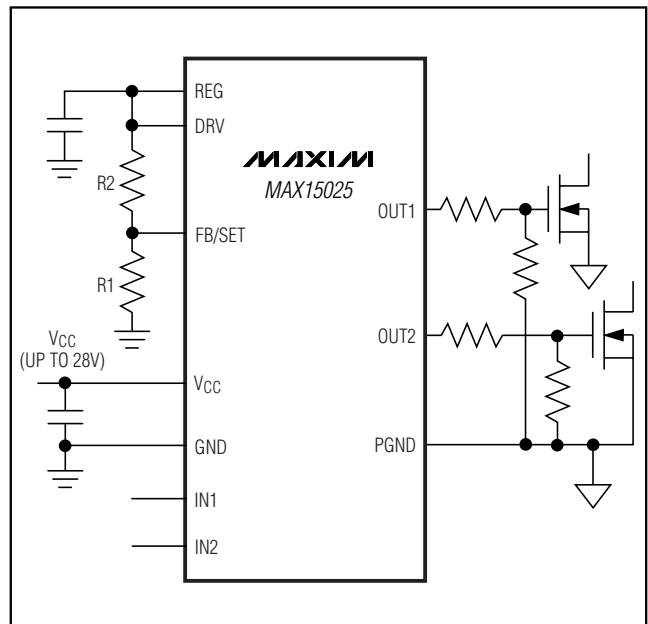 REG
DRV
MAXIM
MAX15025
R2
OUT1
FB/SET
R1
VCC
(UP TO 28V)
OUT2
VCC
GND
PGND
IN1
IN2